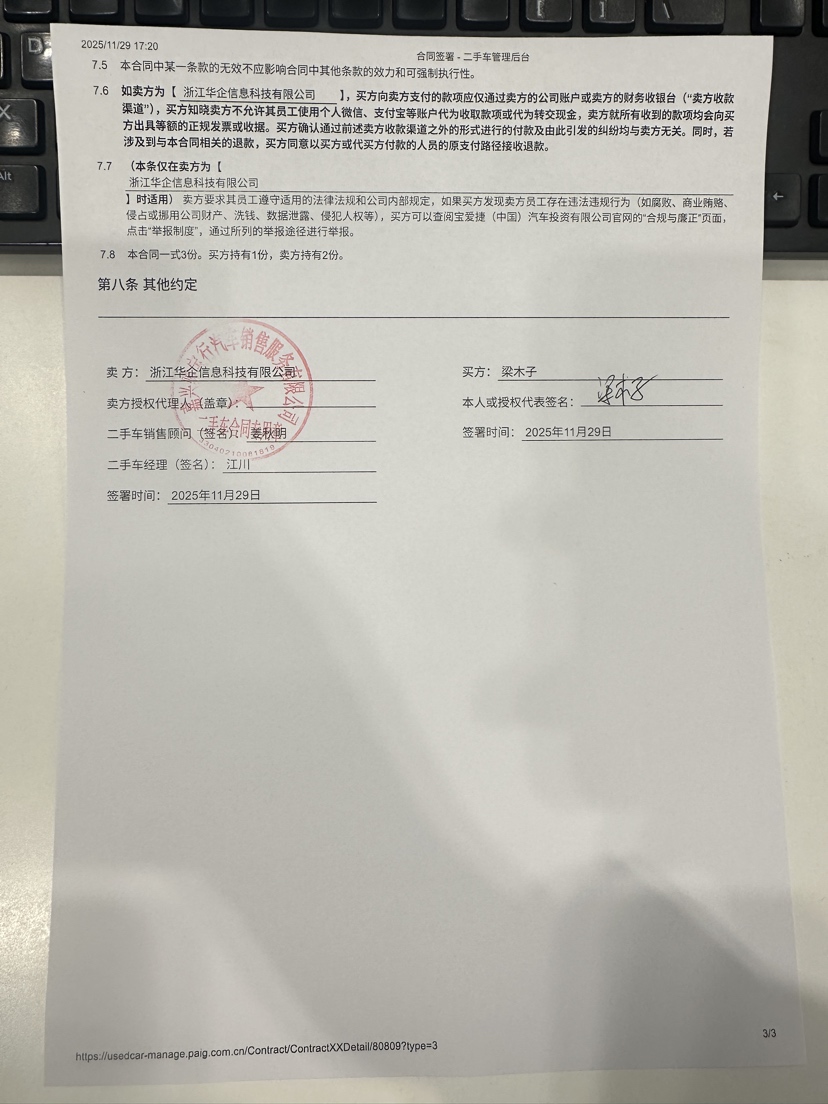 2025/11/29 17:20
合同签署 - 二手车管理后台
7.5 本合同中某一条款的无效不应影响合同中其他条款的效力和可强制执行性。
7.6 如卖方为【 浙江华企信息科技有限公司 】，买方向卖方支付的款项应仅通过卖方的公司账户或卖方的财务收银台（“卖方收款
渠道”），买方知晓卖方不允许其员工使用个人微信、支付宝等账户代为收取款项或代为转交现金，卖方就所有收到的款项均会向买
方出具等额的正规发票或收据。买方确认通过前述卖方收款渠道之外的形式进行的付款及由此引发的纠纷均与卖方无关。同时，若
涉及到与本合同相关的退款，买方同意以买方或代买方付款的人员的原支付路径接收退款。
7.7 （本条仅在卖方为【
浙江华企信息科技有限公司
】时适用） 卖方要求其员工遵守适用的法律法规和公司内部规定，如果买方发现卖方员工存在违法违规行为（如腐败、商业贿赂、
侵占或挪用公司财产、洗钱、数据泄露、侵犯人权等），买方可以查阅宝爱捷（中国）汽车投资有限公司官网的“合规与廉正”页面，
点击“举报制度”，通过所列的举报途径进行举报。
7.8 本合同一式3份。买方持有1份，卖方持有2份。
第八条 其他约定
卖 方： 浙江华企信息科技有限公司
买方： 梁木子
卖方授权代理人（盖章）：
本人或授权代表签名： 梁木子
二手车销售顾问（签名）： 姜秋明
签署时间： 2025年11月29日
二手车经理（签名）： 江川
签署时间： 2025年11月29日
汽车销售服务有限公司
二手车合同专用章
3/3
https://usedcar-manage.paig.com.cn/Contract/ContractXXDetail/80809?type=3